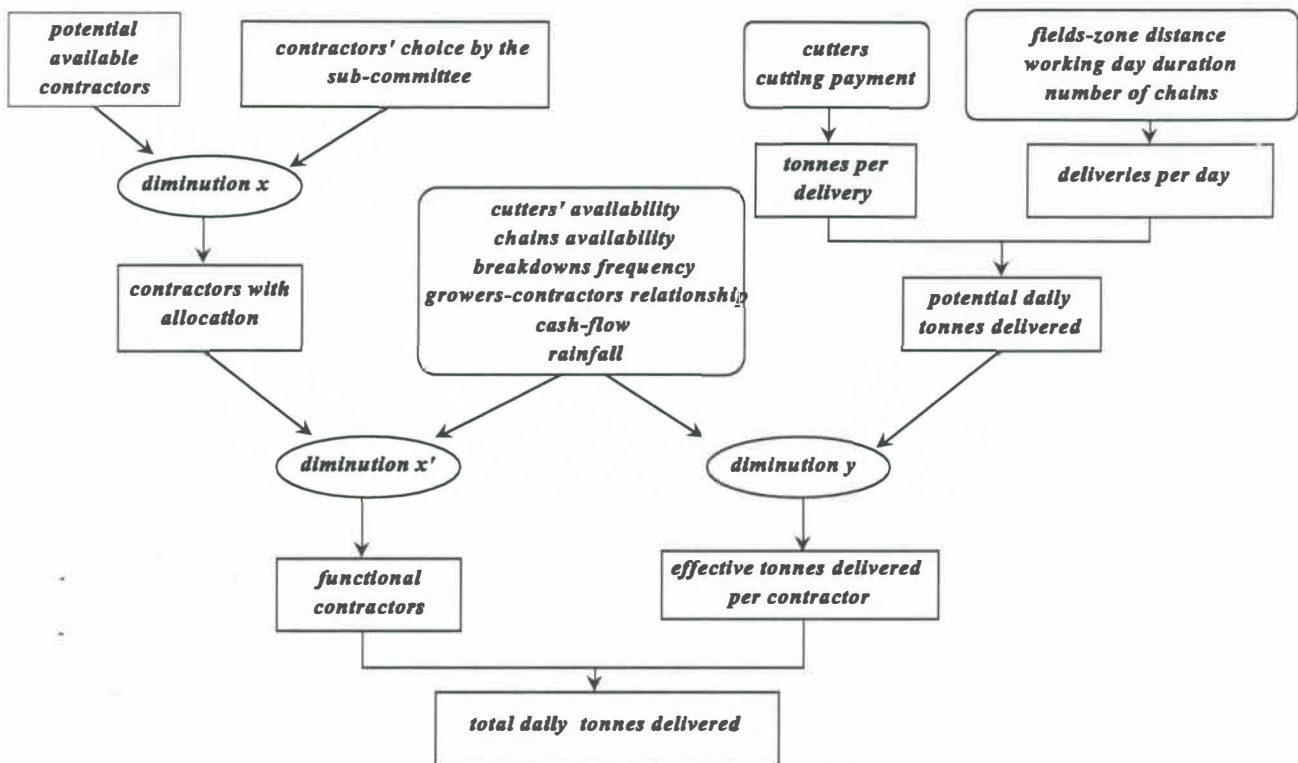 potential
available
contractors
contractors' choice by the
sub-committee
cutters
cutting payment
fields-zone distance
working day duration
number of chains
diminution x
tonnes per
delivery
deliveries per day
cutters' availability
chains availability
breakdowns frequency
growers-contractors relationship
cash-flow
rainfall
contractors with
allocation
potential daily
tonnes delivered
diminution x'
diminution y
functional
contractors
effective tonnes delivered
per contractor
total daily tonnes delivered